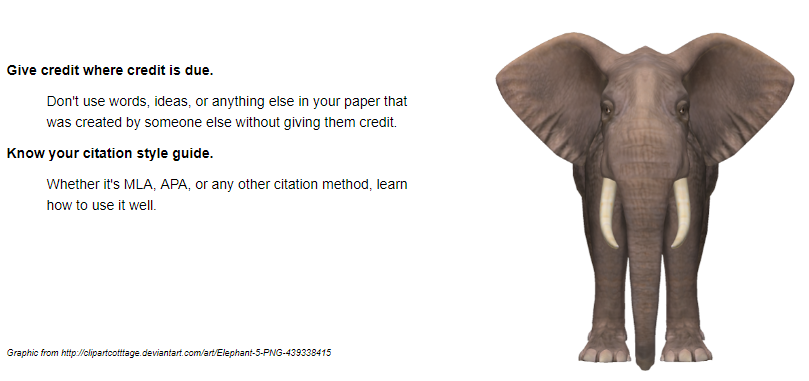 Give credit where credit is due.
Don't use words, ideas, or anything else in your paper that
was created by someone else without giving them credit.
Know your citation style guide.
Whether it's MLA, APA, or any other citation method, learn
how to use it well.
Graphic from http://clipartcotttage.deviantart.com/art/Elephant-5-PNG-439338415